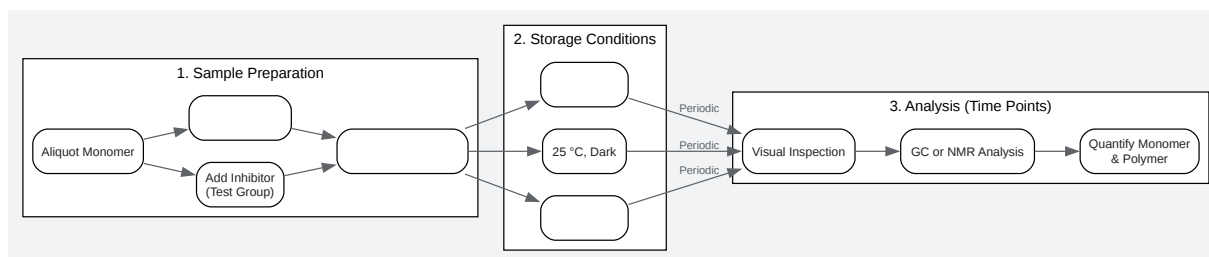 1. Sample Preparation
Aliquot Monomer
Add Inhibitor
(Test Group)
2. Storage Conditions
25 °C, Dark
Periodic
Periodic
Periodic
3. Analysis (Time Points)
Visual Inspection
GC or NMR Analysis
Quantify Monomer
& Polymer